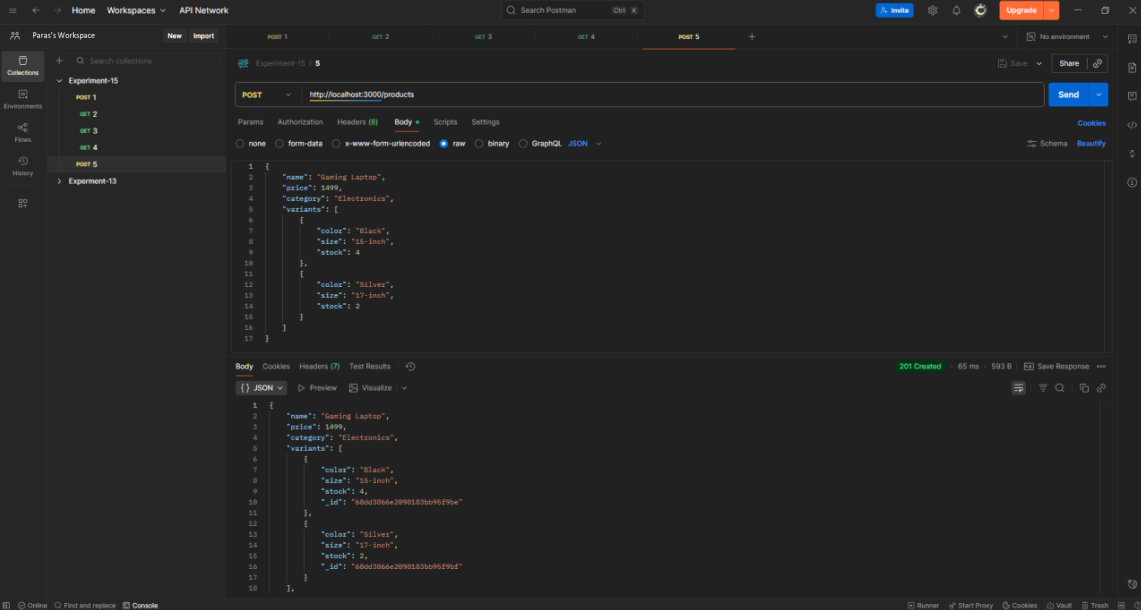 Home Workspaces API Network Search Postman Ctrl K Invite Upgrade
Paras's Workspace New Import POST 1 GET 2 GET 3 GET 4 POST 5 No environment
Collections
Environments
Flows
History
Search collections
Experiment-15
POST 1
GET 2
GET 3
GET 4
POST 5
Experment-13
Experiment-15 / 5 Save Share
POST http://localhost:3000/products Send
Params Authorization Headers (8) Body Scripts Settings Cookies
none form-data x-www-form-urlencoded raw binary GraphQL JSON Schema Beautify
1 {
2 "name": "Gaming Laptop",
3 "price": 1499,
4 "category": "Electronics",
5 "variants": [
6 {
7 "color": "Black",
8 "size": "15-inch",
9 "stock": 4
10 },
11 {
12 "color": "Silver",
13 "size": "17-inch",
14 "stock": 2
15 }
16 ]
17 }
Body Cookies Headers (7) Test Results 201 Created 65 ms 593 B Save Response
{} JSON Preview Visualize
1 {
2 "name": "Gaming Laptop",
3 "price": 1499,
4 "category": "Electronics",
5 "variants": [
6 {
7 "color": "Black",
8 "size": "15-inch",
9 "stock": 4,
10 "_id": "68dd3866e2098183bb95f9be"
11 },
12 {
13 "color": "Silver",
14 "size": "17-inch",
15 "stock": 2,
16 "_id": "68dd3866e2098183bb95f9bf"
17 }
18 ],
Online Find and replace Console Runner Start Proxy Cookies Vault Trash